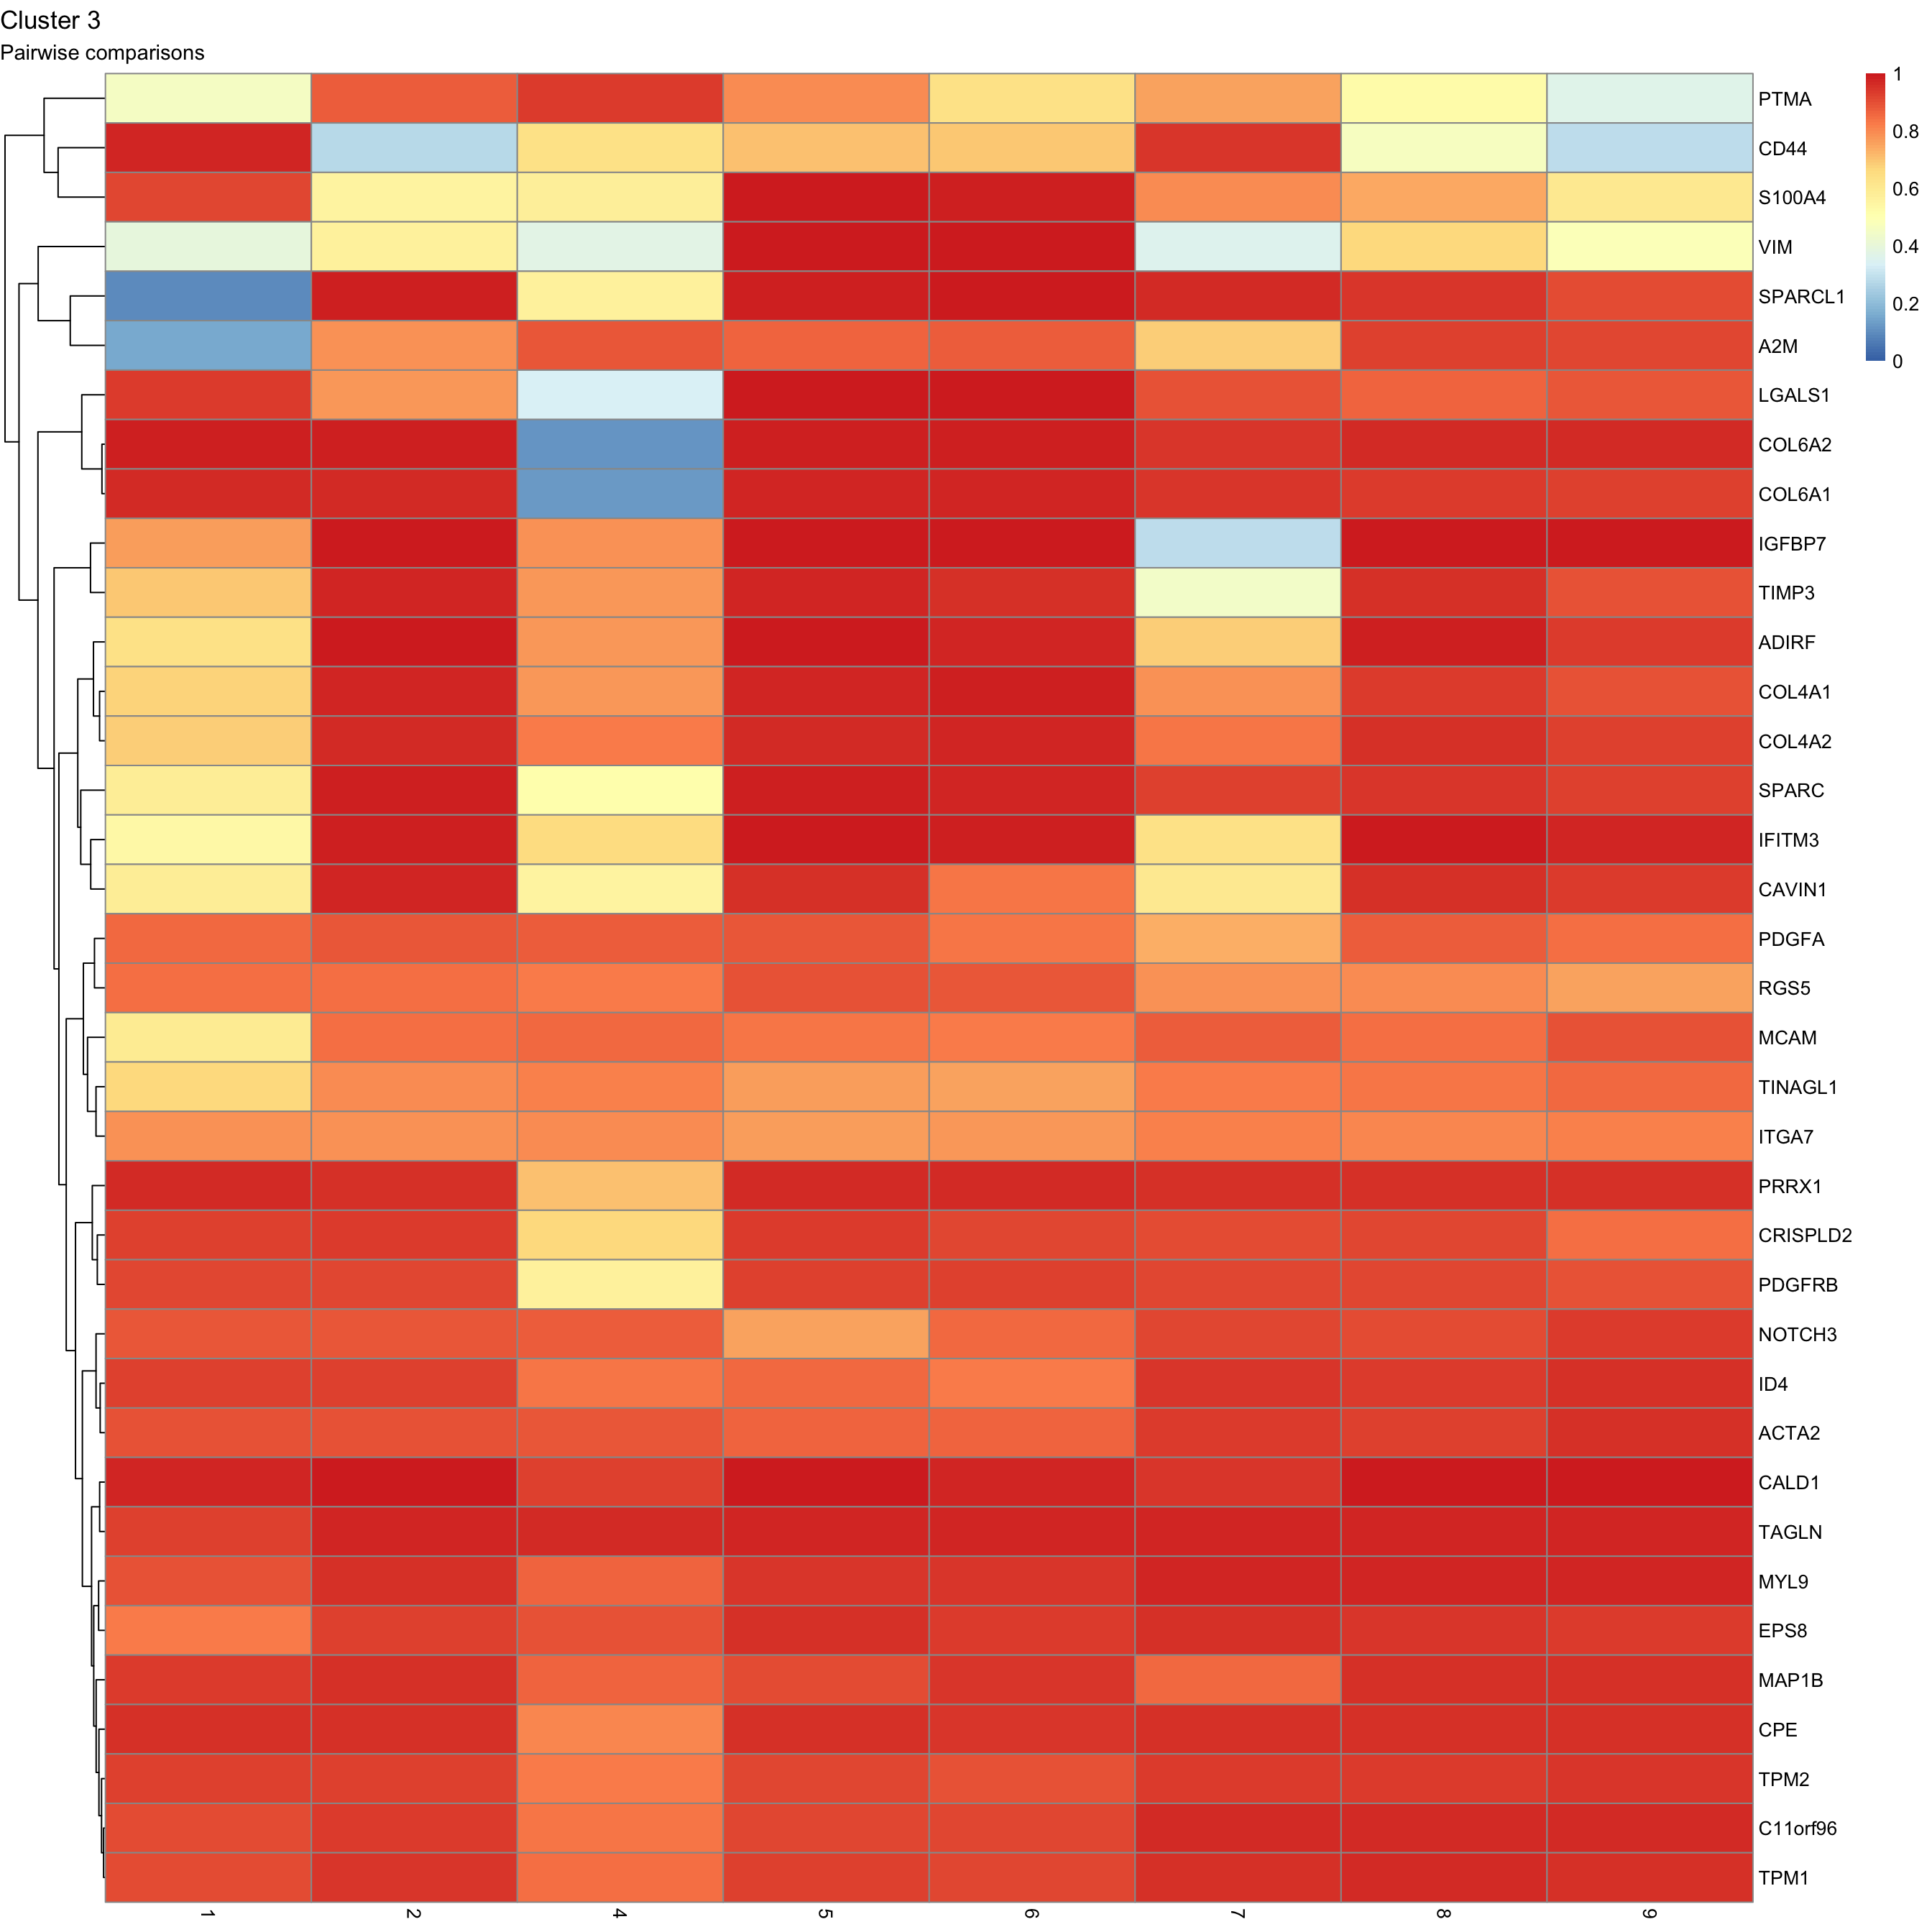 Cluster 3
Pairwise comparisons
1
0.8
0.6
0.4
0.2
0
PTMA
CD44
S100A4
VIM
SPARCL1
A2M
LGALS1
COL6A2
COL6A1
IGFBP7
TIMP3
ADIRF
COL4A1
COL4A2
SPARC
IFITM3
CAVIN1
PDGFA
RGS5
MCAM
TINAGL1
ITGA7
PRRX1
CRISPLD2
PDGFRB
NOTCH3
ID4
ACTA2
CALD1
TAGLN
MYL9
EPS8
MAP1B
CPE
TPM2
C11orf96
TPM1
1 2 4 5 6 7 8 9